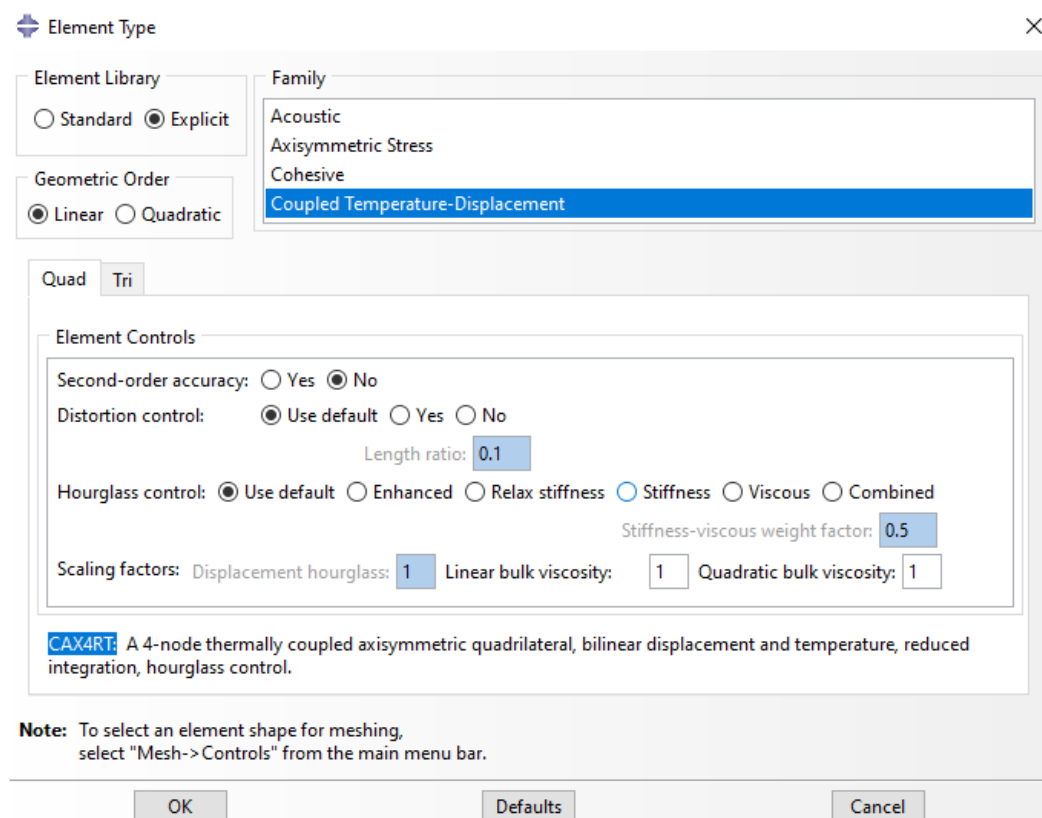 Element Type
Element Library
Family
Standard Explicit
Acoustic
Axisymmetric Stress
Cohesive
Coupled Temperature-Displacement
Geometric Order
Linear Quadratic
Quad Tri
Element Controls
Second-order accuracy: Yes No
Distortion control: Use default Yes No
Length ratio: 0.1
Hourglass control: Use default Enhanced Relax stiffness Stiffness Viscous Combined
Stiffness-viscous weight factor: 0.5
Scaling factors: Displacement hourglass: 1 Linear bulk viscosity: 1 Quadratic bulk viscosity: 1
CAX4RT: A 4-node thermally coupled axisymmetric quadrilateral, bilinear displacement and temperature, reduced
integration, hourglass control.
Note: To select an element shape for meshing,
select "Mesh->Controls" from the main menu bar.
OK Defaults Cancel